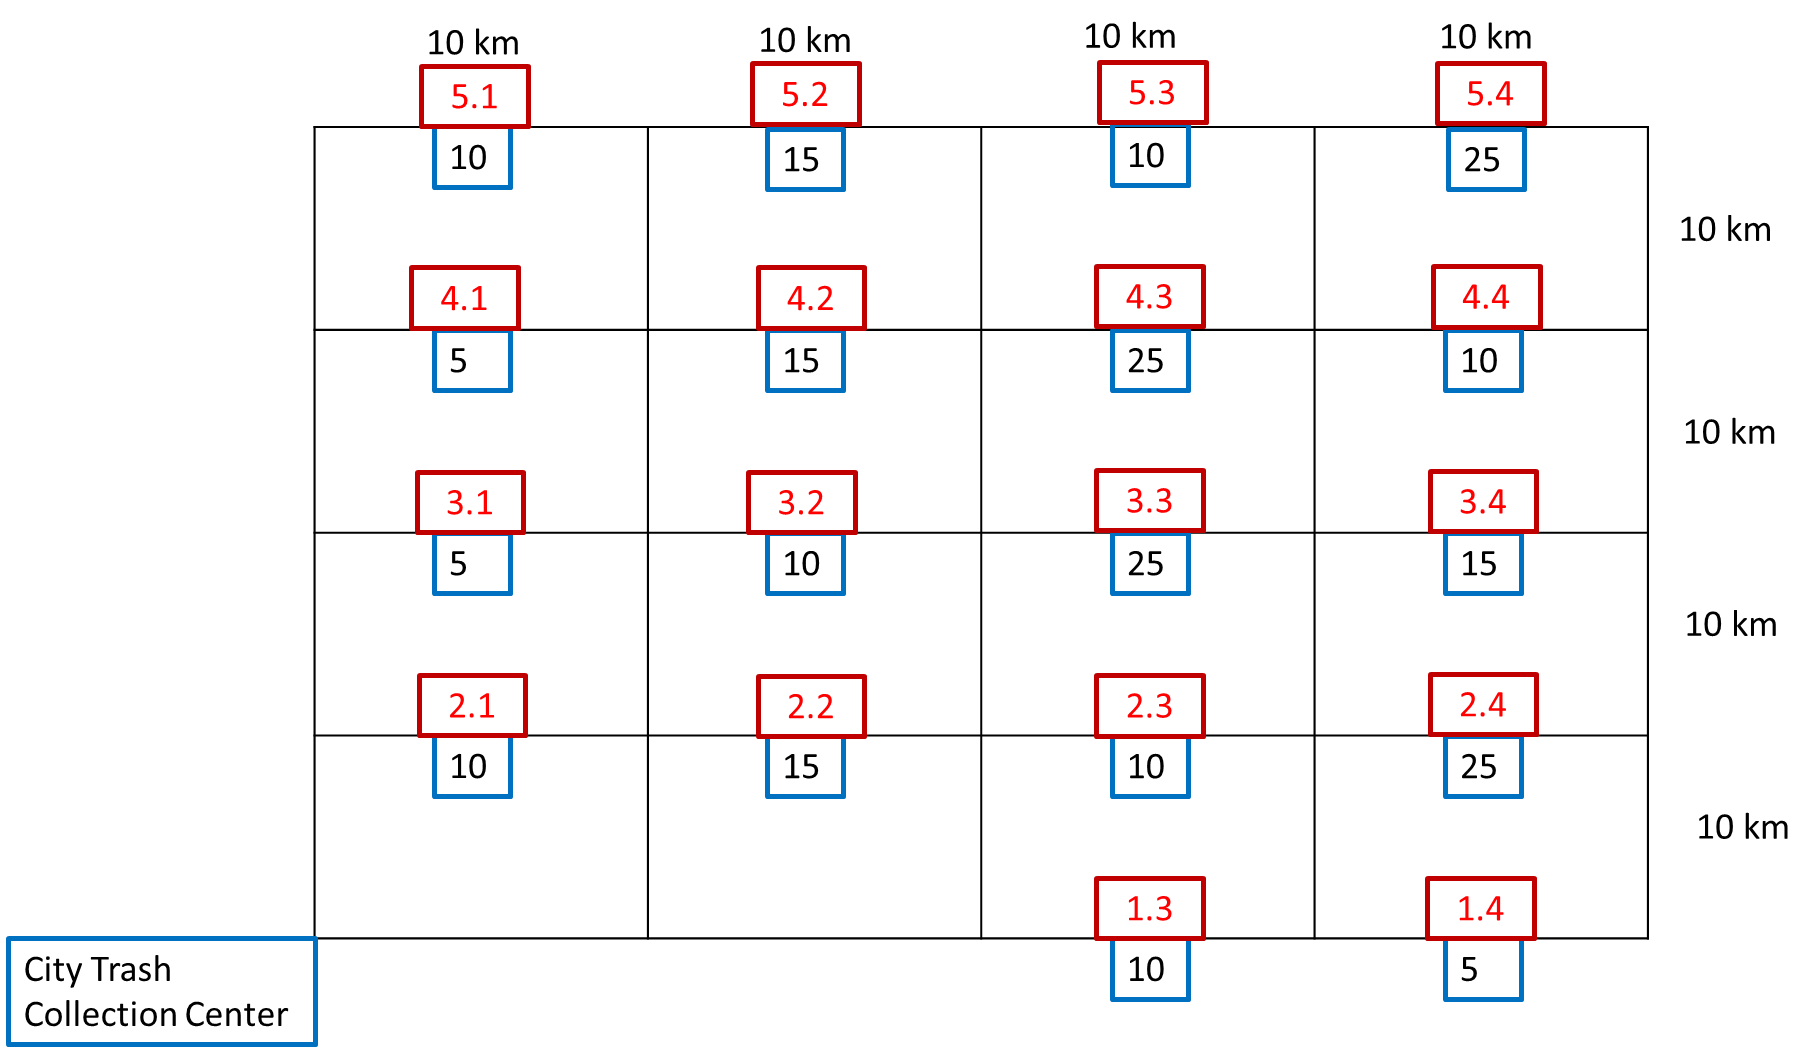 10 km 10 km 10 km 10 km
5.1 5.2 5.3 5.4
10 15 10 25
10 km
4.1 4.2 4.3 4.4
5 15 25 10
10 km
3.1 3.2 3.3 3.4
5 10 25 15
10 km
2.1 2.2 2.3 2.4
10 15 10 25
10 km
1.3 1.4
10 5
City Trash
Collection Center